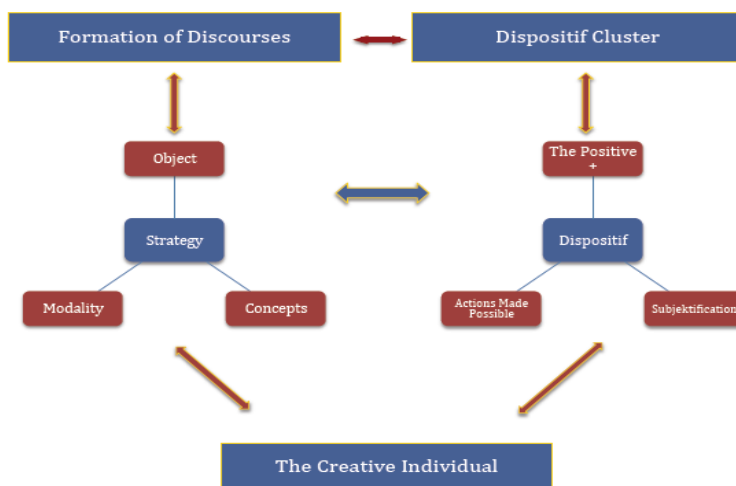 Formation of Discourses
Dispositif Cluster
Object
The Positive
+
Strategy
Dispositif
Modality
Concepts
Actions Made
Possible
Subjektification
The Creative Individual